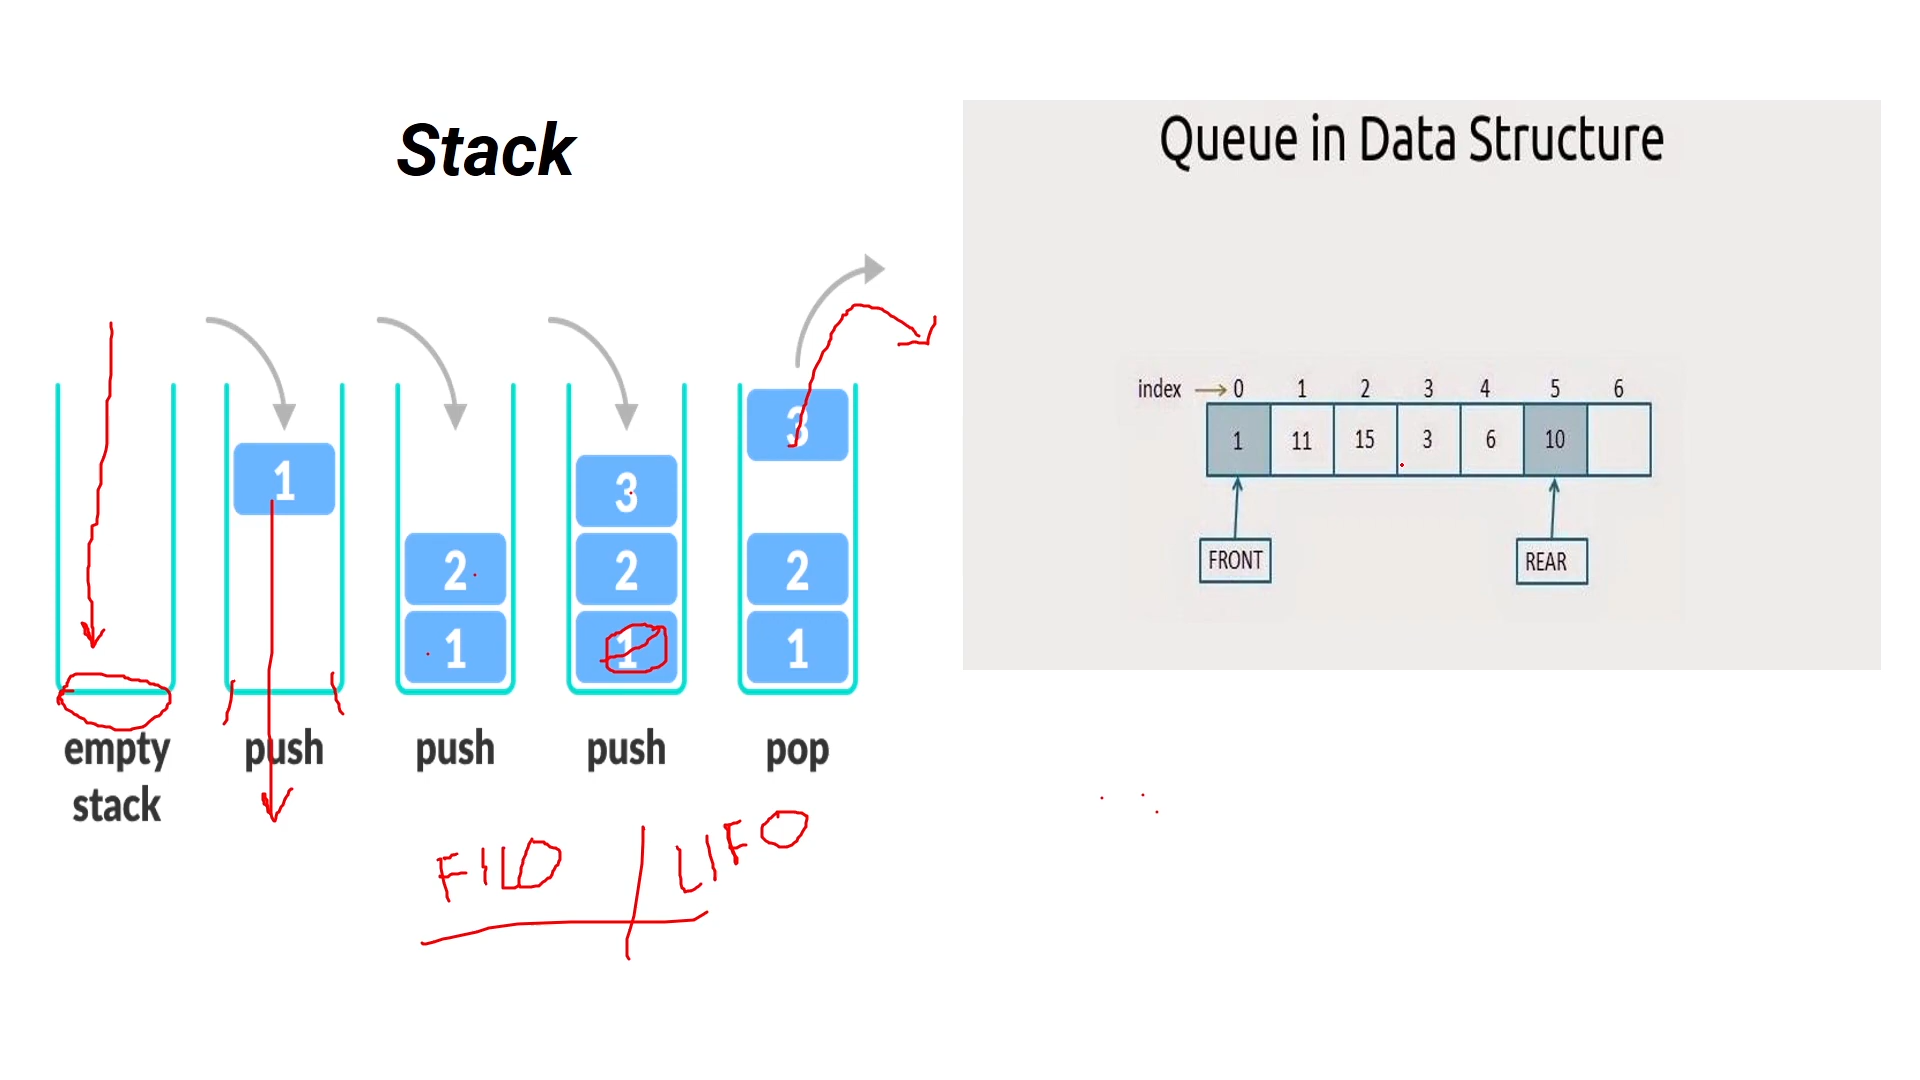 Stack
1
2
1
3
2
1
3
2
1
empty
stack
push
push
push
pop
FILO / LIFO
Queue in Data Structure
index 0 1 2 3 4 5 6
1 11 15 3 6 10
FRONT
REAR